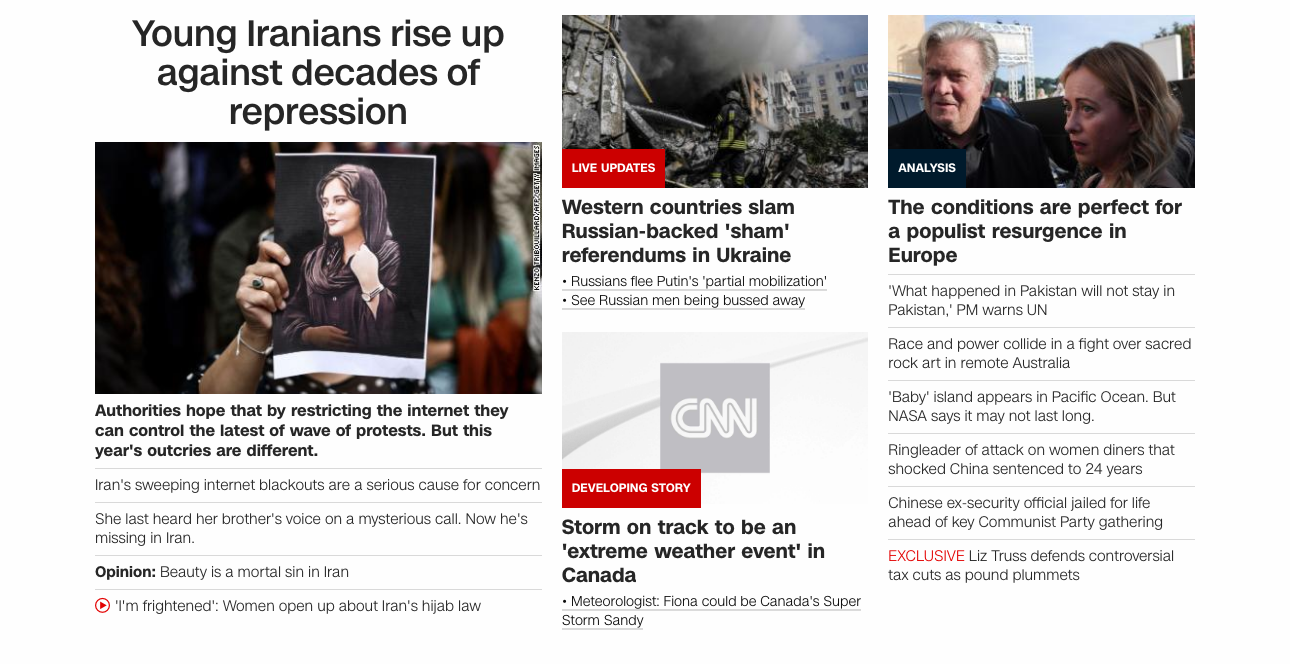 Young Iranians rise up
against decades of
repression
KENZO TRIBOUILLARD/AFP/GETTY IMAGES
Authorities hope that by restricting the internet they
can control the latest of wave of protests. But this
year's outcries are different.
Iran's sweeping internet blackouts are a serious cause for concern
She last heard her brother's voice on a mysterious call. Now he's
missing in Iran.
Opinion: Beauty is a mortal sin in Iran
'I'm frightened': Women open up about Iran's hijab law
LIVE UPDATES
Western countries slam
Russian-backed 'sham'
referendums in Ukraine
• Russians flee Putin's 'partial mobilization'
• See Russian men being bussed away
CNN
DEVELOPING STORY
Storm on track to be an
'extreme weather event' in
Canada
• Meteorologist: Fiona could be Canada's Super
Storm Sandy
ANALYSIS
The conditions are perfect for
a populist resurgence in
Europe
'What happened in Pakistan will not stay in
Pakistan,' PM warns UN
Race and power collide in a fight over sacred
rock art in remote Australia
'Baby' island appears in Pacific Ocean. But
NASA says it may not last long.
Ringleader of attack on women diners that
shocked China sentenced to 24 years
Chinese ex-security official jailed for life
ahead of key Communist Party gathering
EXCLUSIVE Liz Truss defends controversial
tax cuts as pound plummets